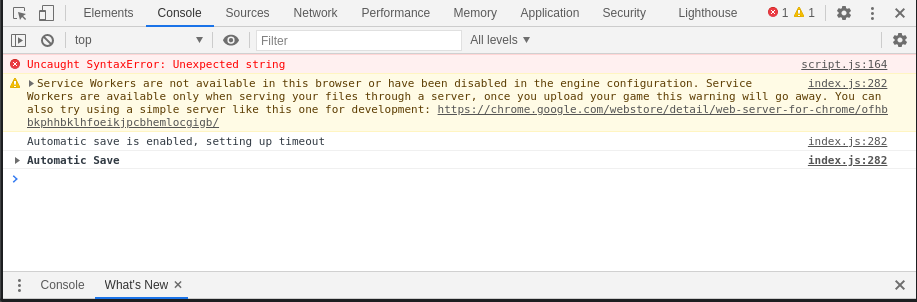 Elements Console Sources Network Performance Memory Application Security Lighthouse 1 1
top Filter All levels
Uncaught SyntaxError: Unexpected string script.js:164
Service Workers are not available in this browser or have been disabled in the engine configuration. Service index.js:282
Workers are available only when serving your files through a server, once you upload your game this warning will go away. You can
also try using a simple server like this one for development: https://chrome.google.com/webstore/detail/web-server-for-chrome/ofhb
bkphhbklhfoeikjpcbhemlocgigb/
Automatic save is enabled, setting up timeout index.js:282
Automatic Save index.js:282
Console What's New